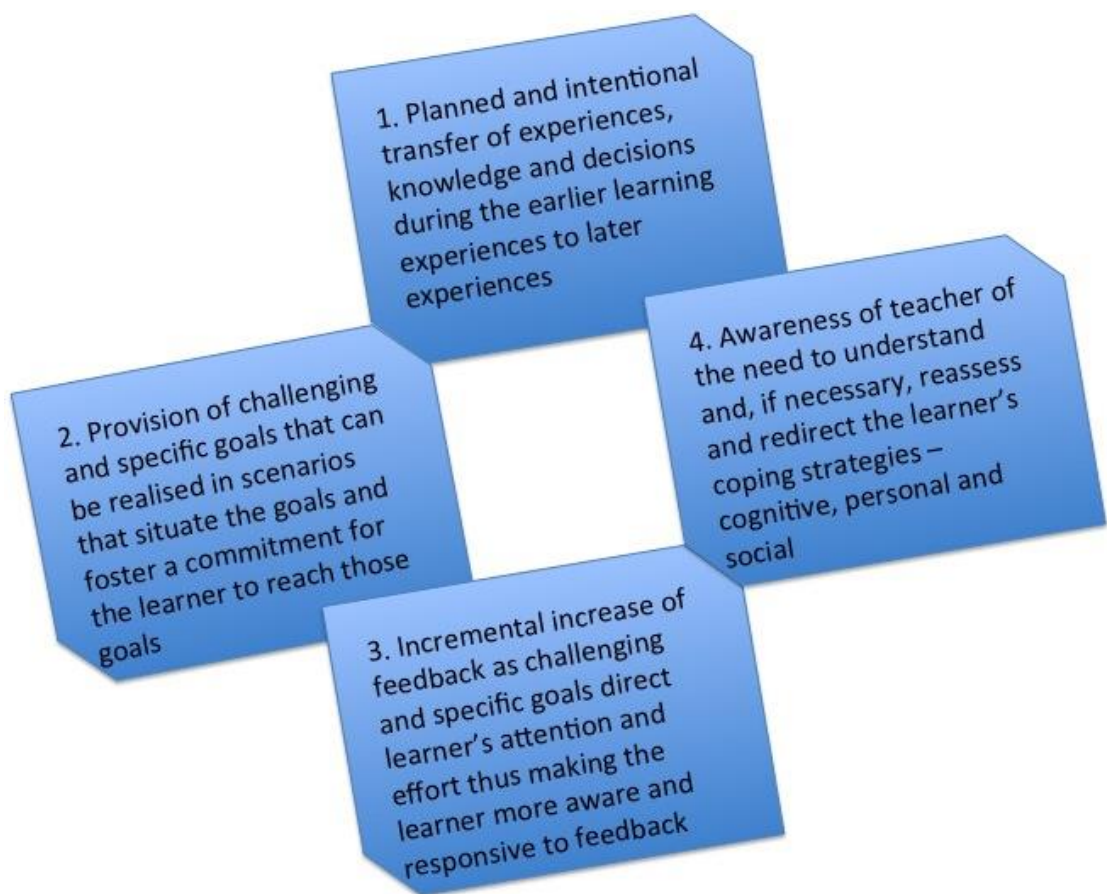 1. Planned and intentional
transfer of experiences,
knowledge and decisions
during the earlier learning
experiences to later
experiences
2. Provision of challenging
and specific goals that can
be realised in scenarios
that situate the goals and
foster a commitment for
the learner to reach those
goals
3. Incremental increase of
feedback as challenging
and specific goals direct
learner’s attention and
effort thus making the
learner more aware and
responsive to feedback
4. Awareness of teacher of
the need to understand
and, if necessary, reassess
and redirect the learner’s
coping strategies –
cognitive, personal and
social